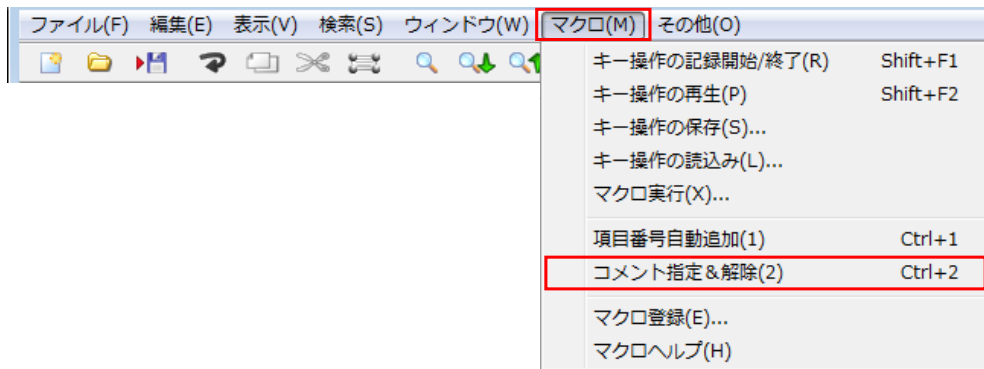 ファイル(F) 編集(E) 表示(V) 検索(S) ウィンドウ(W) マクロ(M) その他(O)
キー操作の記録開始/終了(R) Shift+F1
キー操作の再生(P) Shift+F2
キー操作の保存(S)...
キー操作の読込み(L)...
マクロ実行(X)...
項目番号自動追加(1) Ctrl+1
コメント指定＆解除(2) Ctrl+2
マクロ登録(E)...
マクロヘルプ(H)